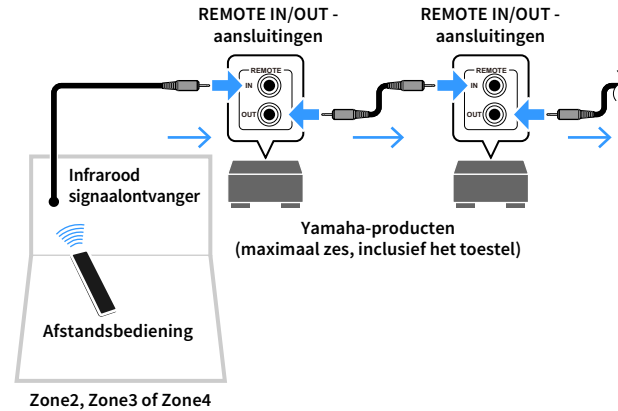 REMOTE IN/OUT -
aansluitingen
REMOTE IN/OUT -
aansluitingen
REMOTE
IN
OUT
REMOTE
IN
OUT
Infrarood
signaalontvanger
Yamaha-producten
(maximaal zes, inclusief het toestel)
Afstandsbediening
Zone2, Zone3 of Zone4